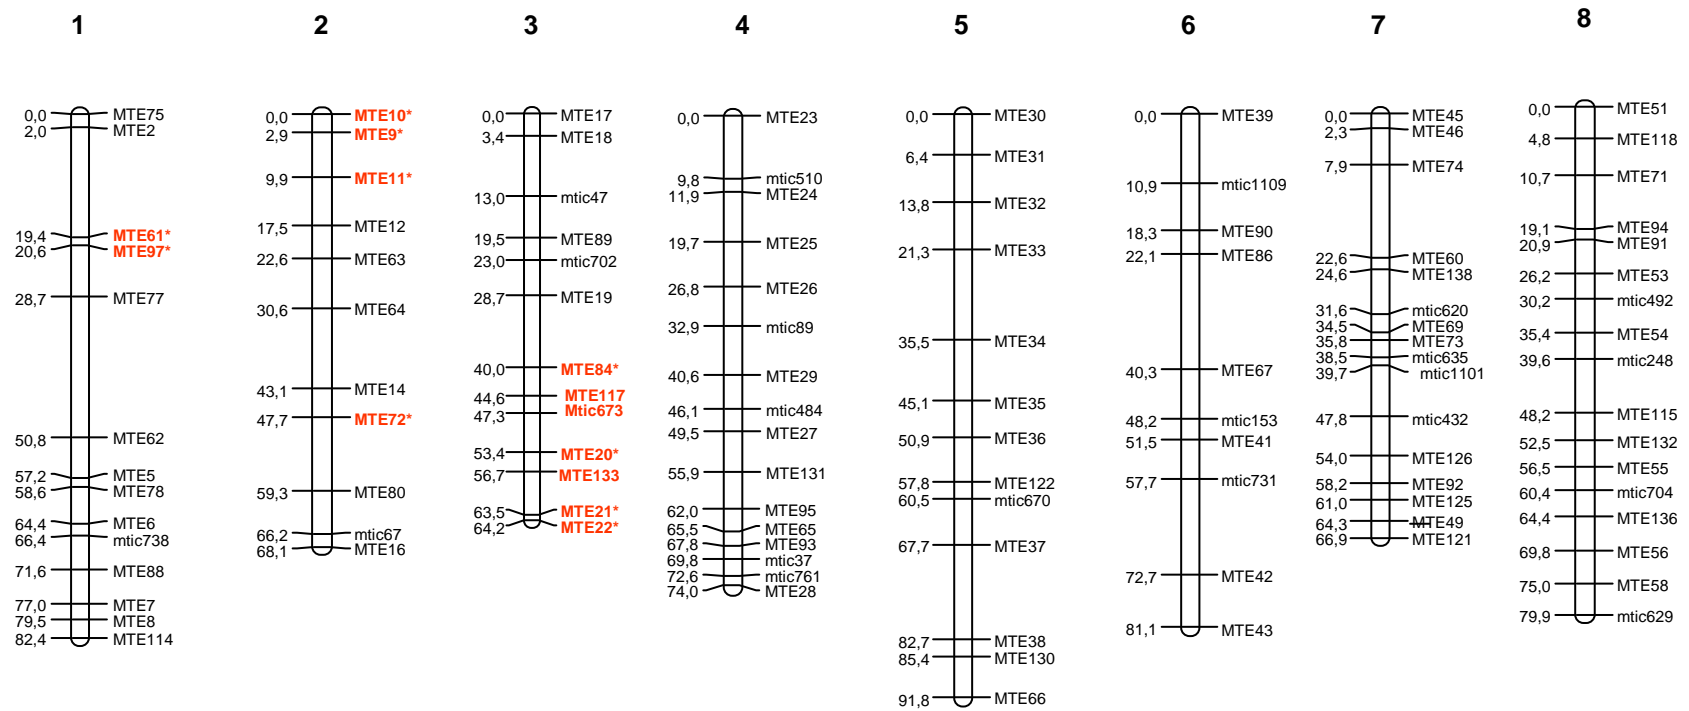 1
0,0 MTE75
2,0 MTE2
19,4 MTE61*
20,6 MTE97*
28,7 MTE77
50,8 MTE62
57,2 MTE5
58,6 MTE78
64,4 MTE6
66,4 mtic738
71,6 MTE88
77,0 MTE7
79,5 MTE8
82,4 MTE114
2
0,0 MTE10*
2,9 MTE9*
9,9 MTE11*
17,5 MTE12
22,6 MTE63
30,6 MTE64
43,1 MTE14
47,7 MTE72*
59,3 MTE80
66,2 mtic67
68,1 MTE16
3
0,0 MTE17
3,4 MTE18
13,0 mtic47
19,5 MTE89
23,0 mtic702
28,7 MTE19
40,0 MTE84*
44,6 MTE117
47,3 Mtic673
53,4 MTE20*
56,7 MTE133
63,5 MTE21*
64,2 MTE22*
4
0,0 MTE23
9,8 mtic510
11,9 MTE24
19,7 MTE25
26,8 MTE26
32,9 mtic89
40,6 MTE29
46,1 mtic484
49,5 MTE27
55,9 MTE131
62,0 MTE95
65,5 MTE65
67,8 MTE93
69,8 mtic37
72,6 mtic761
74,0 MTE28
5
0,0 MTE30
6,4 MTE31
13,8 MTE32
21,3 MTE33
35,5 MTE34
45,1 MTE35
50,9 MTE36
57,8 MTE122
60,5 mtic670
67,7 MTE37
82,7 MTE38
85,4 MTE130
91,8 MTE66
6
0,0 MTE39
10,9 mtic1109
18,3 MTE90
22,1 MTE86
40,3 MTE67
48,2 mtic153
51,5 MTE41
57,7 mtic731
72,7 MTE42
81,1 MTE43
7
0,0 MTE45
2,3 MTE46
7,9 MTE74
22,6 MTE60
24,6 MTE138
31,6 mtic620
34,5 MTE69
35,8 MTE73
38,5 mtic635
39,7 mtic1101
47,8 mtic432
54,0 MTE126
58,2 MTE92
61,0 MTE125
64,3 MTE49
66,9 MTE121
8
0,0 MTE51
4,8 MTE118
10,7 MTE71
19,1 MTE94
20,9 MTE91
26,2 MTE53
30,2 mtic492
35,4 MTE54
39,6 mtic248
48,2 MTE115
52,5 MTE132
56,5 MTE55
60,4 mtic704
64,4 MTE136
69,8 MTE56
75,0 MTE58
79,9 mtic629